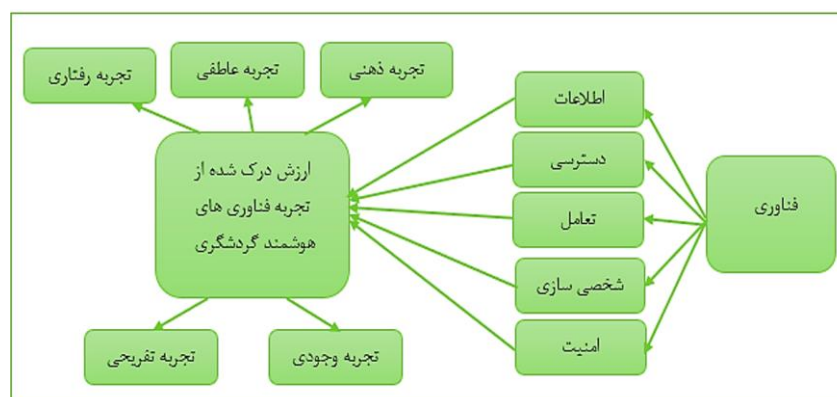 تجربه ذهنی
تجربه عاطفی
تجربه رفتاری
اطلاعات
دسترسی
تعامل
شخصی سازی
امنیت
فناوری
ارزش درک شده از
تجربه فناوری های
هوشمند گردشگری
تجربه وجودی
تجربه تفریحی